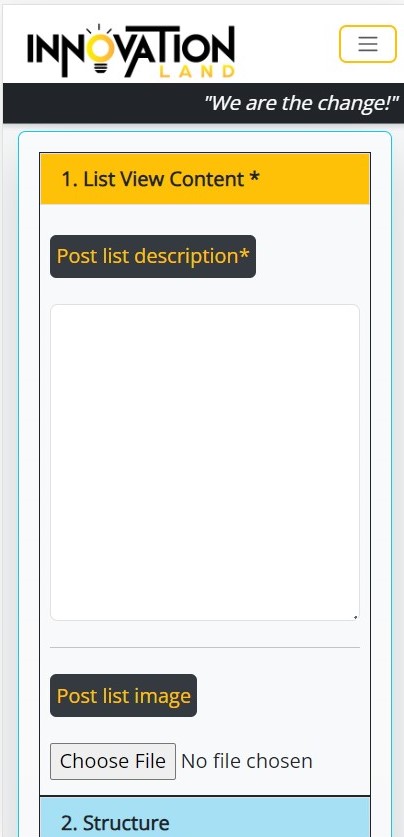 INNOVATION
LAND
"We are the change!"
1. List View Content *
Post list description*
Post list image
Choose File No file chosen
2. Structure